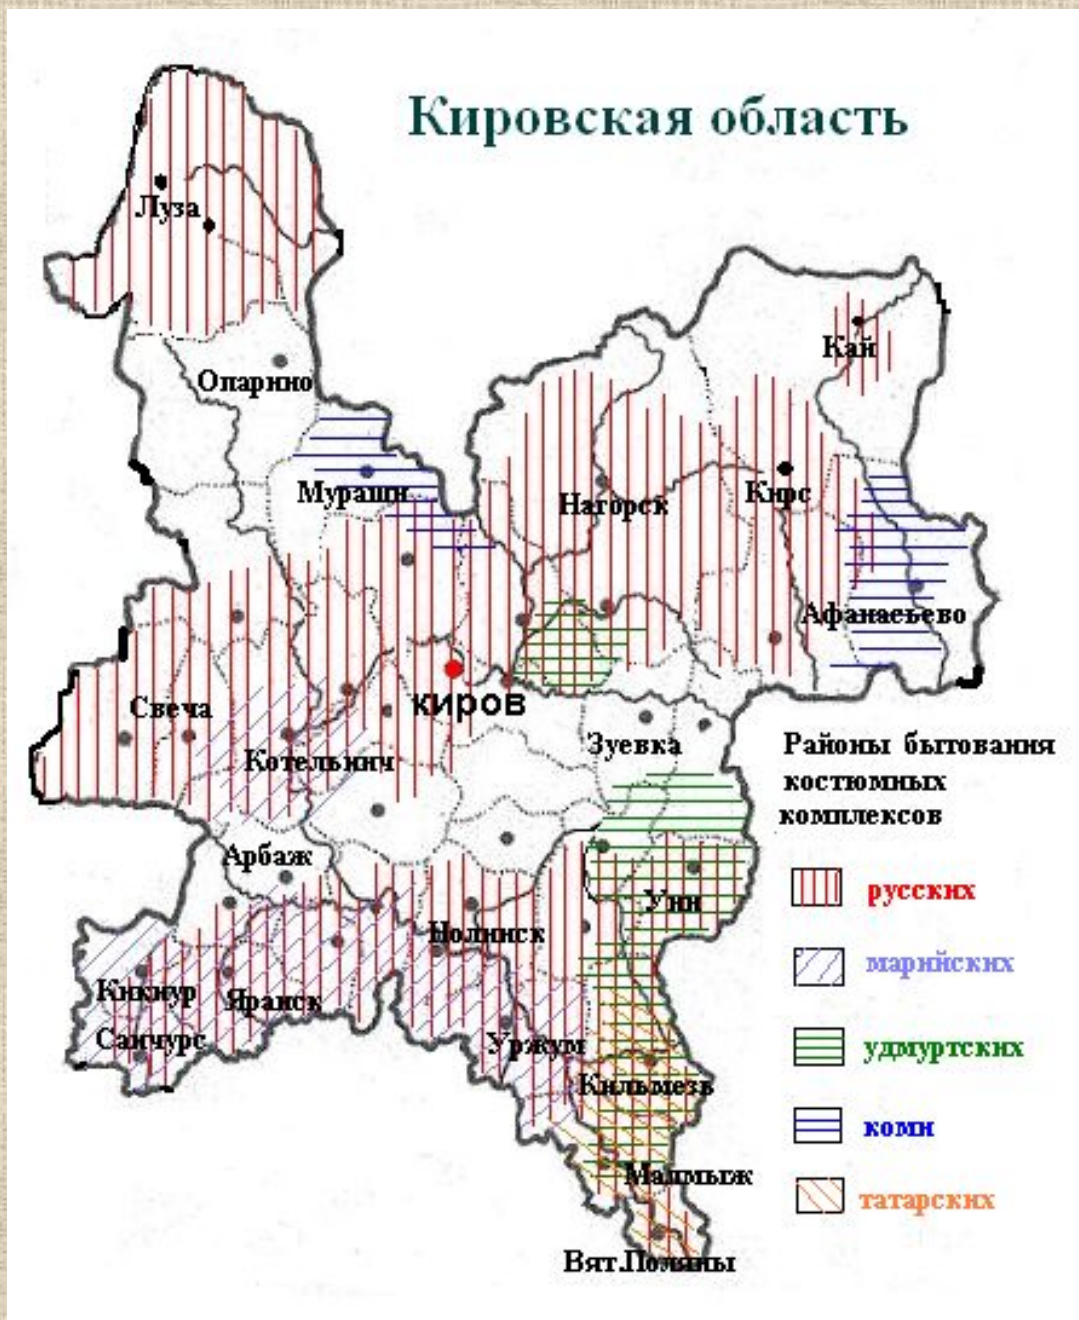 Кировская область
Луза
Кай
Опарино
Мураши
Нагорск
Кирс
Афанасьево
Свеча
киров
Котельнич
Зуевка
Районы бытования
костюмных
комплексов
Арбаж
русских
Уни
Нолинск
марийских
Кикнур
Яранск
Санчурс
Уржум
удмуртских
Кильмезь
коми
Малмыж
татарских
Вят.Поляны